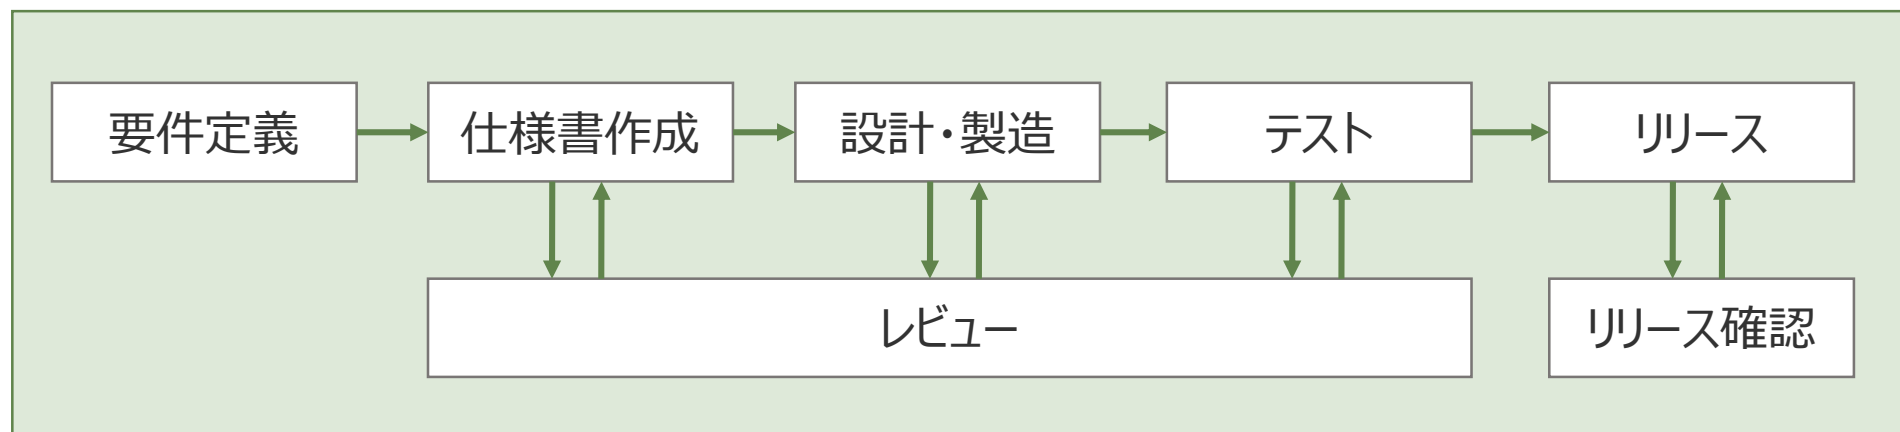 要件定義
仕様書作成
設計・製造
テスト
リリース
レビュー
リリース確認